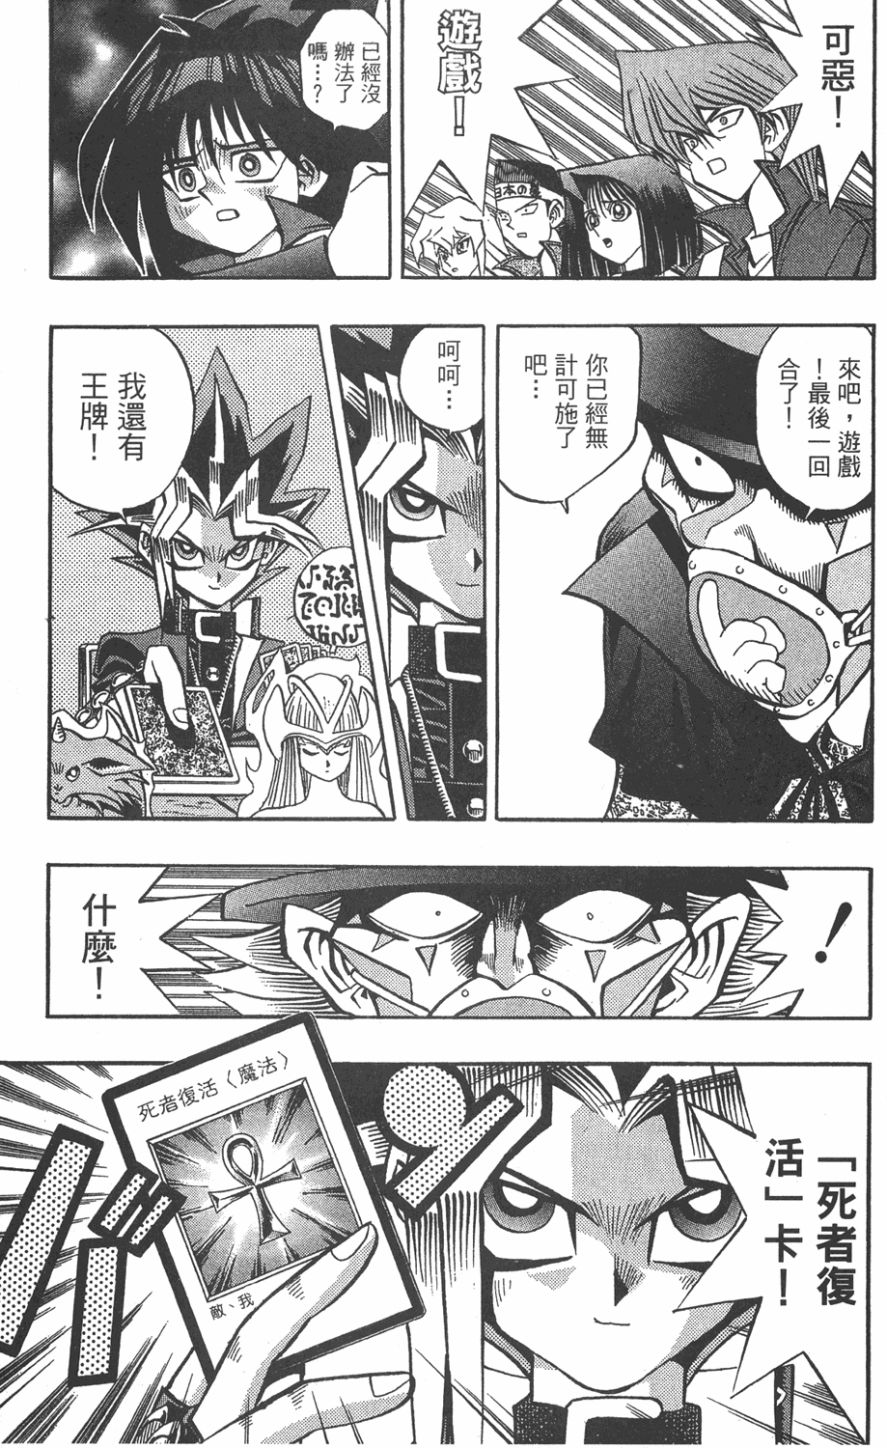 可惡！
遊戲！
日本の
已經沒
辦法了
嗎…？
來吧，遊戲
！最後一回
合了！
你已經無
計可施了
吧…
呵呵…
我還有
王牌！
！
什麼！
「死者復
活」卡！
死者復活〈魔法〉
敵、我